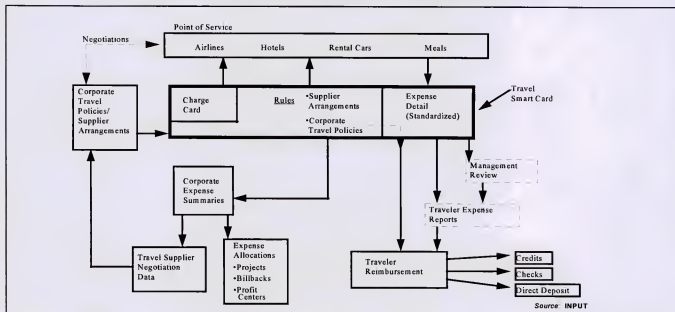 Point of Service
Negotiations
Airlines Hotels Rental Cars Meals
Corporate
Travel
Policies/
Supplier
Arrangements
Charge
Card
Rules
•Supplier
Arrangements
•Corporate
Travel Policies
Expense
Detail
(Standardized)
Travel
Smart Card
Management
Review
Corporate
Expense
Summaries
Traveler Expense
Reports
Travel Supplier
Negotiation
Data
Expense
Allocations
•Projects
•Billbacks
•Profit
Centers
Traveler
Reimbursement
Credits
Checks
Direct Deposit
Source: INPUT